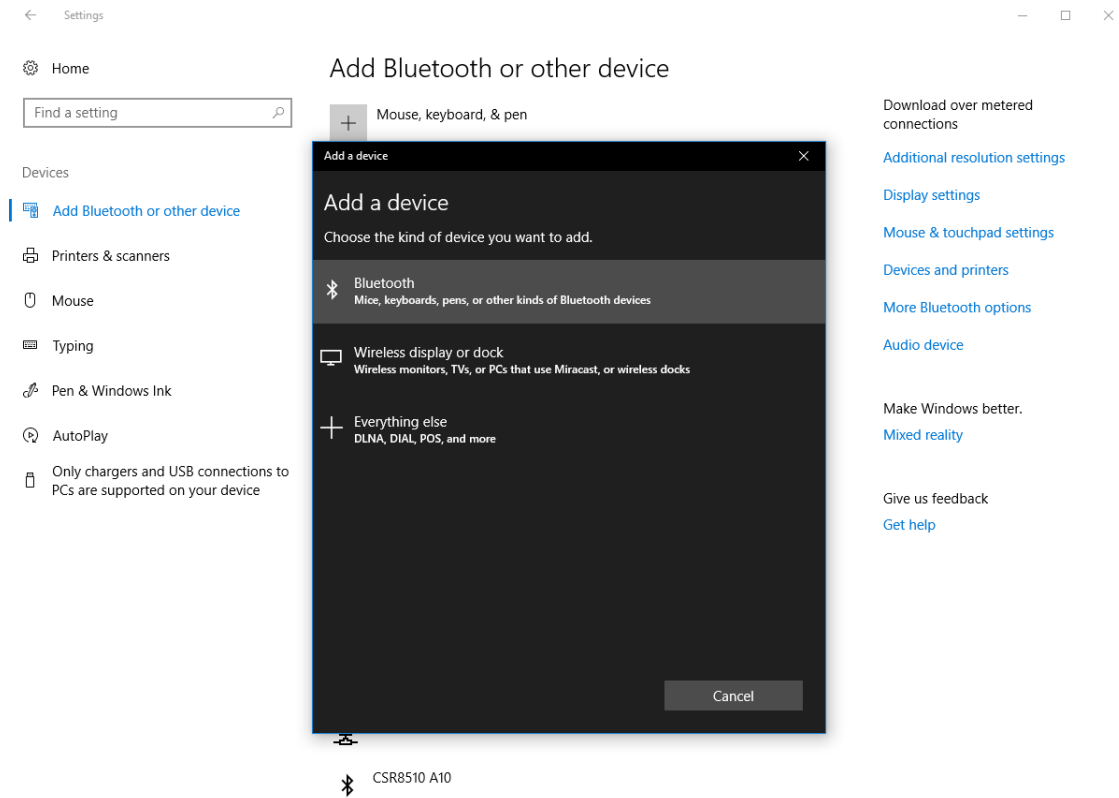 Settings
Home
Find a setting
Devices
Add Bluetooth or other device
Printers & scanners
Mouse
Typing
Pen & Windows Ink
AutoPlay
Only chargers and USB connections to
PCs are supported on your device
Add Bluetooth or other device
Mouse, keyboard, & pen
Add a device
Add a device
Choose the kind of device you want to add.
Bluetooth
Mice, keyboards, pens, or other kinds of Bluetooth devices
Wireless display or dock
Wireless monitors, TVs, or PCs that use Miracast, or wireless docks
Everything else
DLNA, DIAL, POS, and more
Cancel
CSR8510 A10
Download over metered
connections
Additional resolution settings
Display settings
Mouse & touchpad settings
Devices and printers
More Bluetooth options
Audio device
Make Windows better.
Mixed reality
Give us feedback
Get help